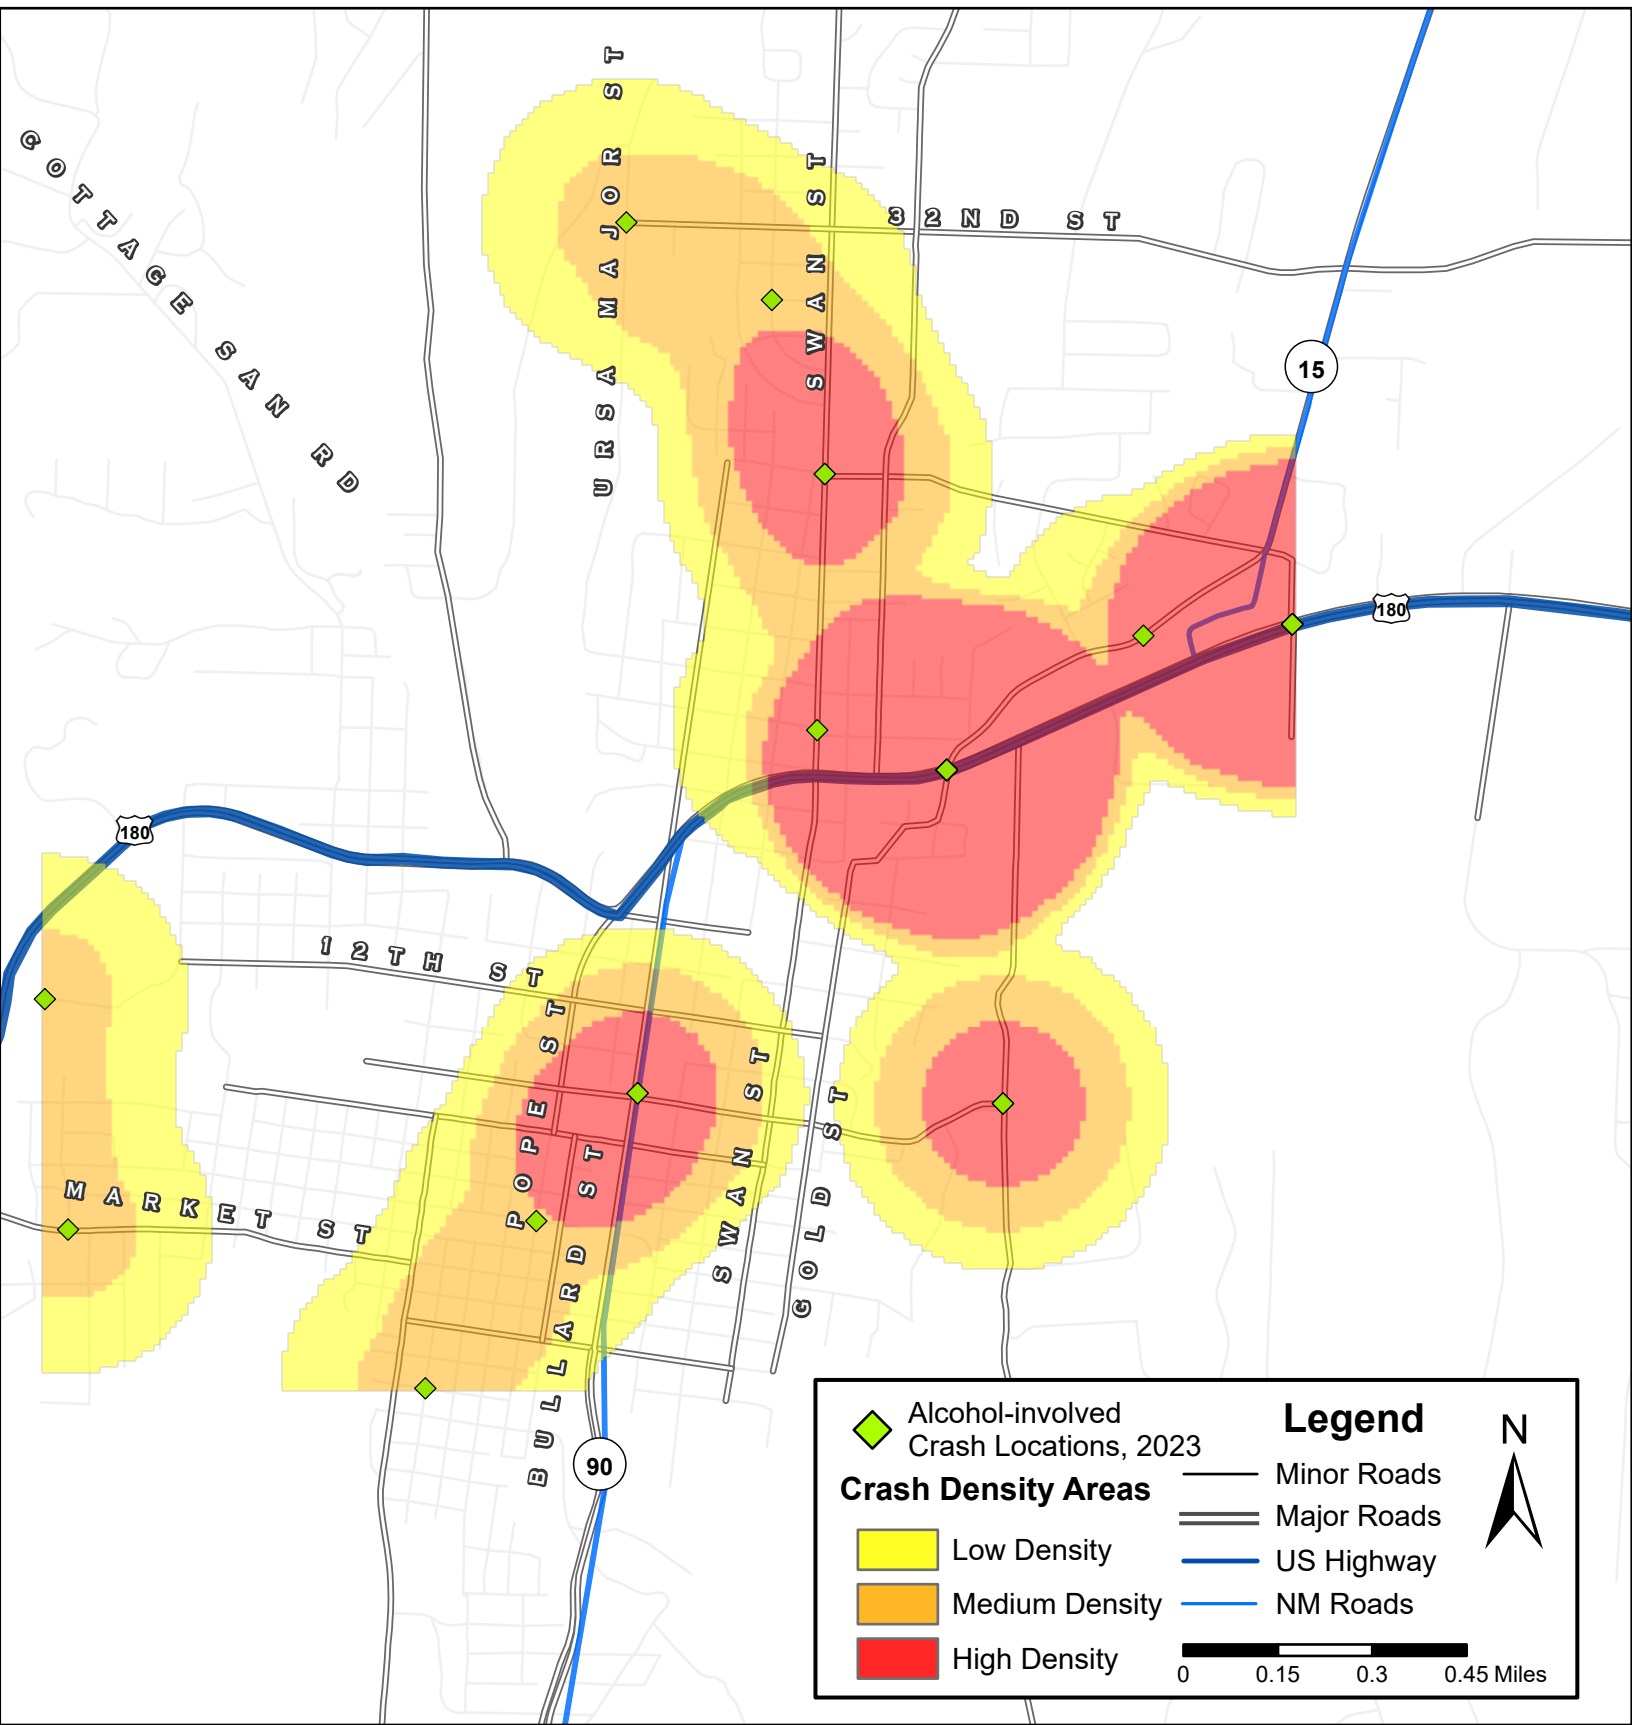 COTTAGE SAN RD
URSA MAJOR ST
SWAN ST
32ND ST
15
180
180
12TH ST
POPE ST
MARKET ST
SWAN ST
GOLD ST
BULLARD ST
90
Legend
Alcohol-involved
Crash Locations, 2023
Crash Density Areas
Low Density
Medium Density
High Density
Minor Roads
Major Roads
US Highway
NM Roads
N
0 0.15 0.3 0.45 Miles